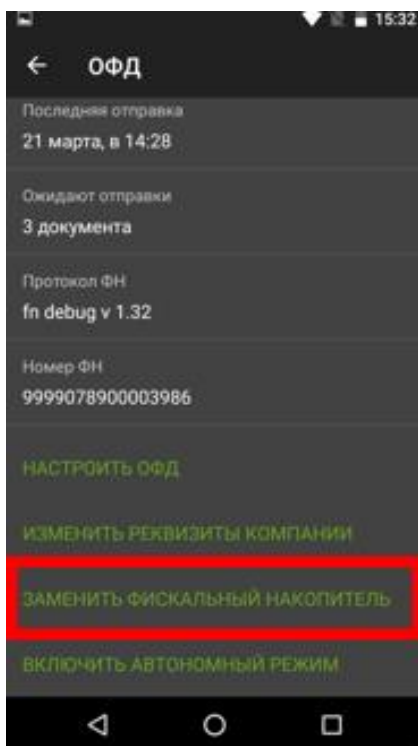 15:32
ОФД
Последняя отправка
21 марта, в 14:28
Ожидают отправки
3 документа
Протокол ФН
fn debug v 1.32
Номер ФН
9999078900003986
НАСТРОИТЬ ОФД
ИЗМЕНИТЬ РЕКВИЗИТЫ КОМПАНИИ
ЗАМЕНИТЬ ФИСКАЛЬНЫЙ НАКОПИТЕЛЬ
ВКЛЮЧИТЬ АВТОНОМНЫЙ РЕЖИМ